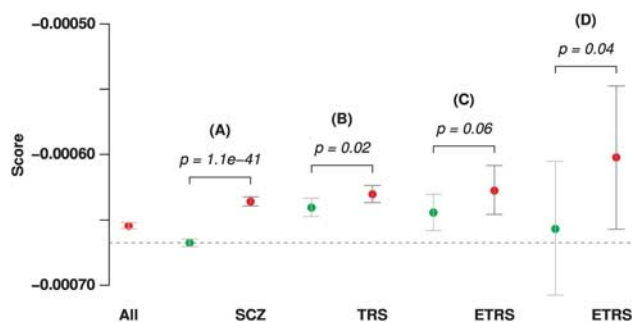 −0.00050
(D)
p = 0.04
(A)
(B)
(C)
p = 1.1e−41
p = 0.02
p = 0.06
Score
−0.00060
−0.00070
All
SCZ
TRS
ETRS
ETRS